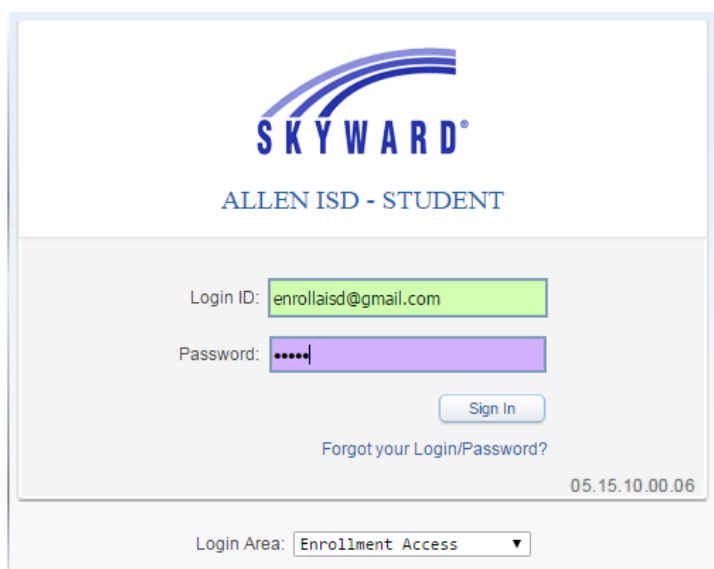 SKYWARD®
ALLEN ISD - STUDENT
Login ID: enrollaisd@gmail.com
Password: •••••
Sign In
Forgot your Login/Password?
05.15.10.00.06
Login Area: Enrollment Access ▼